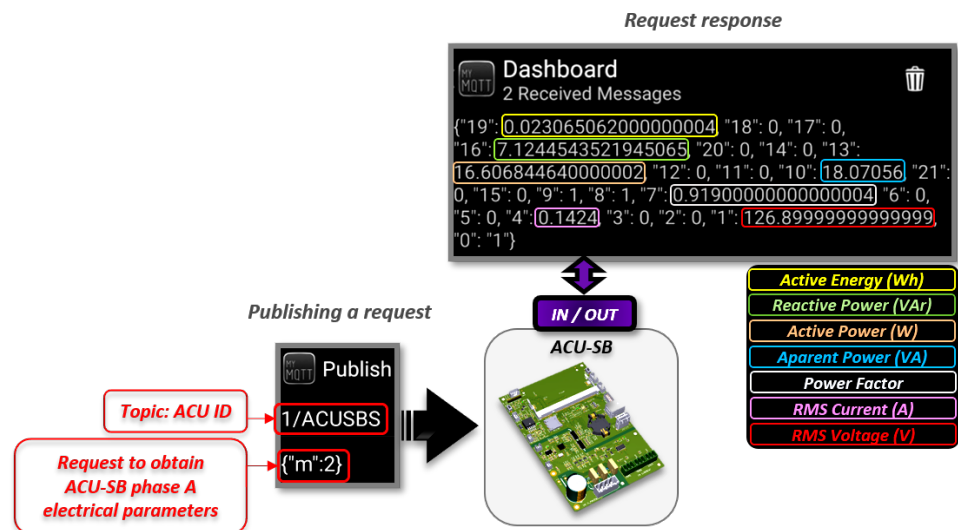 Request response
MY
MQTT
Dashboard
2 Received Messages
{"19": 0.023065062000000004, "18": 0, "17": 0,
"16": 7.1244543521945065, "20": 0, "14": 0, "13":
16.606844640000002, "12": 0, "11": 0, "10": 18.07056, "21":
0, "15": 0, "9": 1, "8": 1, "7": 0.91900000000000004, "6": 0,
"5": 0, "4": 0.1424, "3": 0, "2": 0, "1": 126.89999999999999,
"0": "1"}
Active Energy (Wh)
Reactive Power (VAr)
Active Power (W)
Aparent Power (VA)
Power Factor
RMS Current (A)
RMS Voltage (V)
IN / OUT
ACU-SB
Publishing a request
MY
MQTT
Publish
1/ACUSBS
{"m":2}
Topic: ACU ID
Request to obtain
ACU-SB phase A
electrical parameters